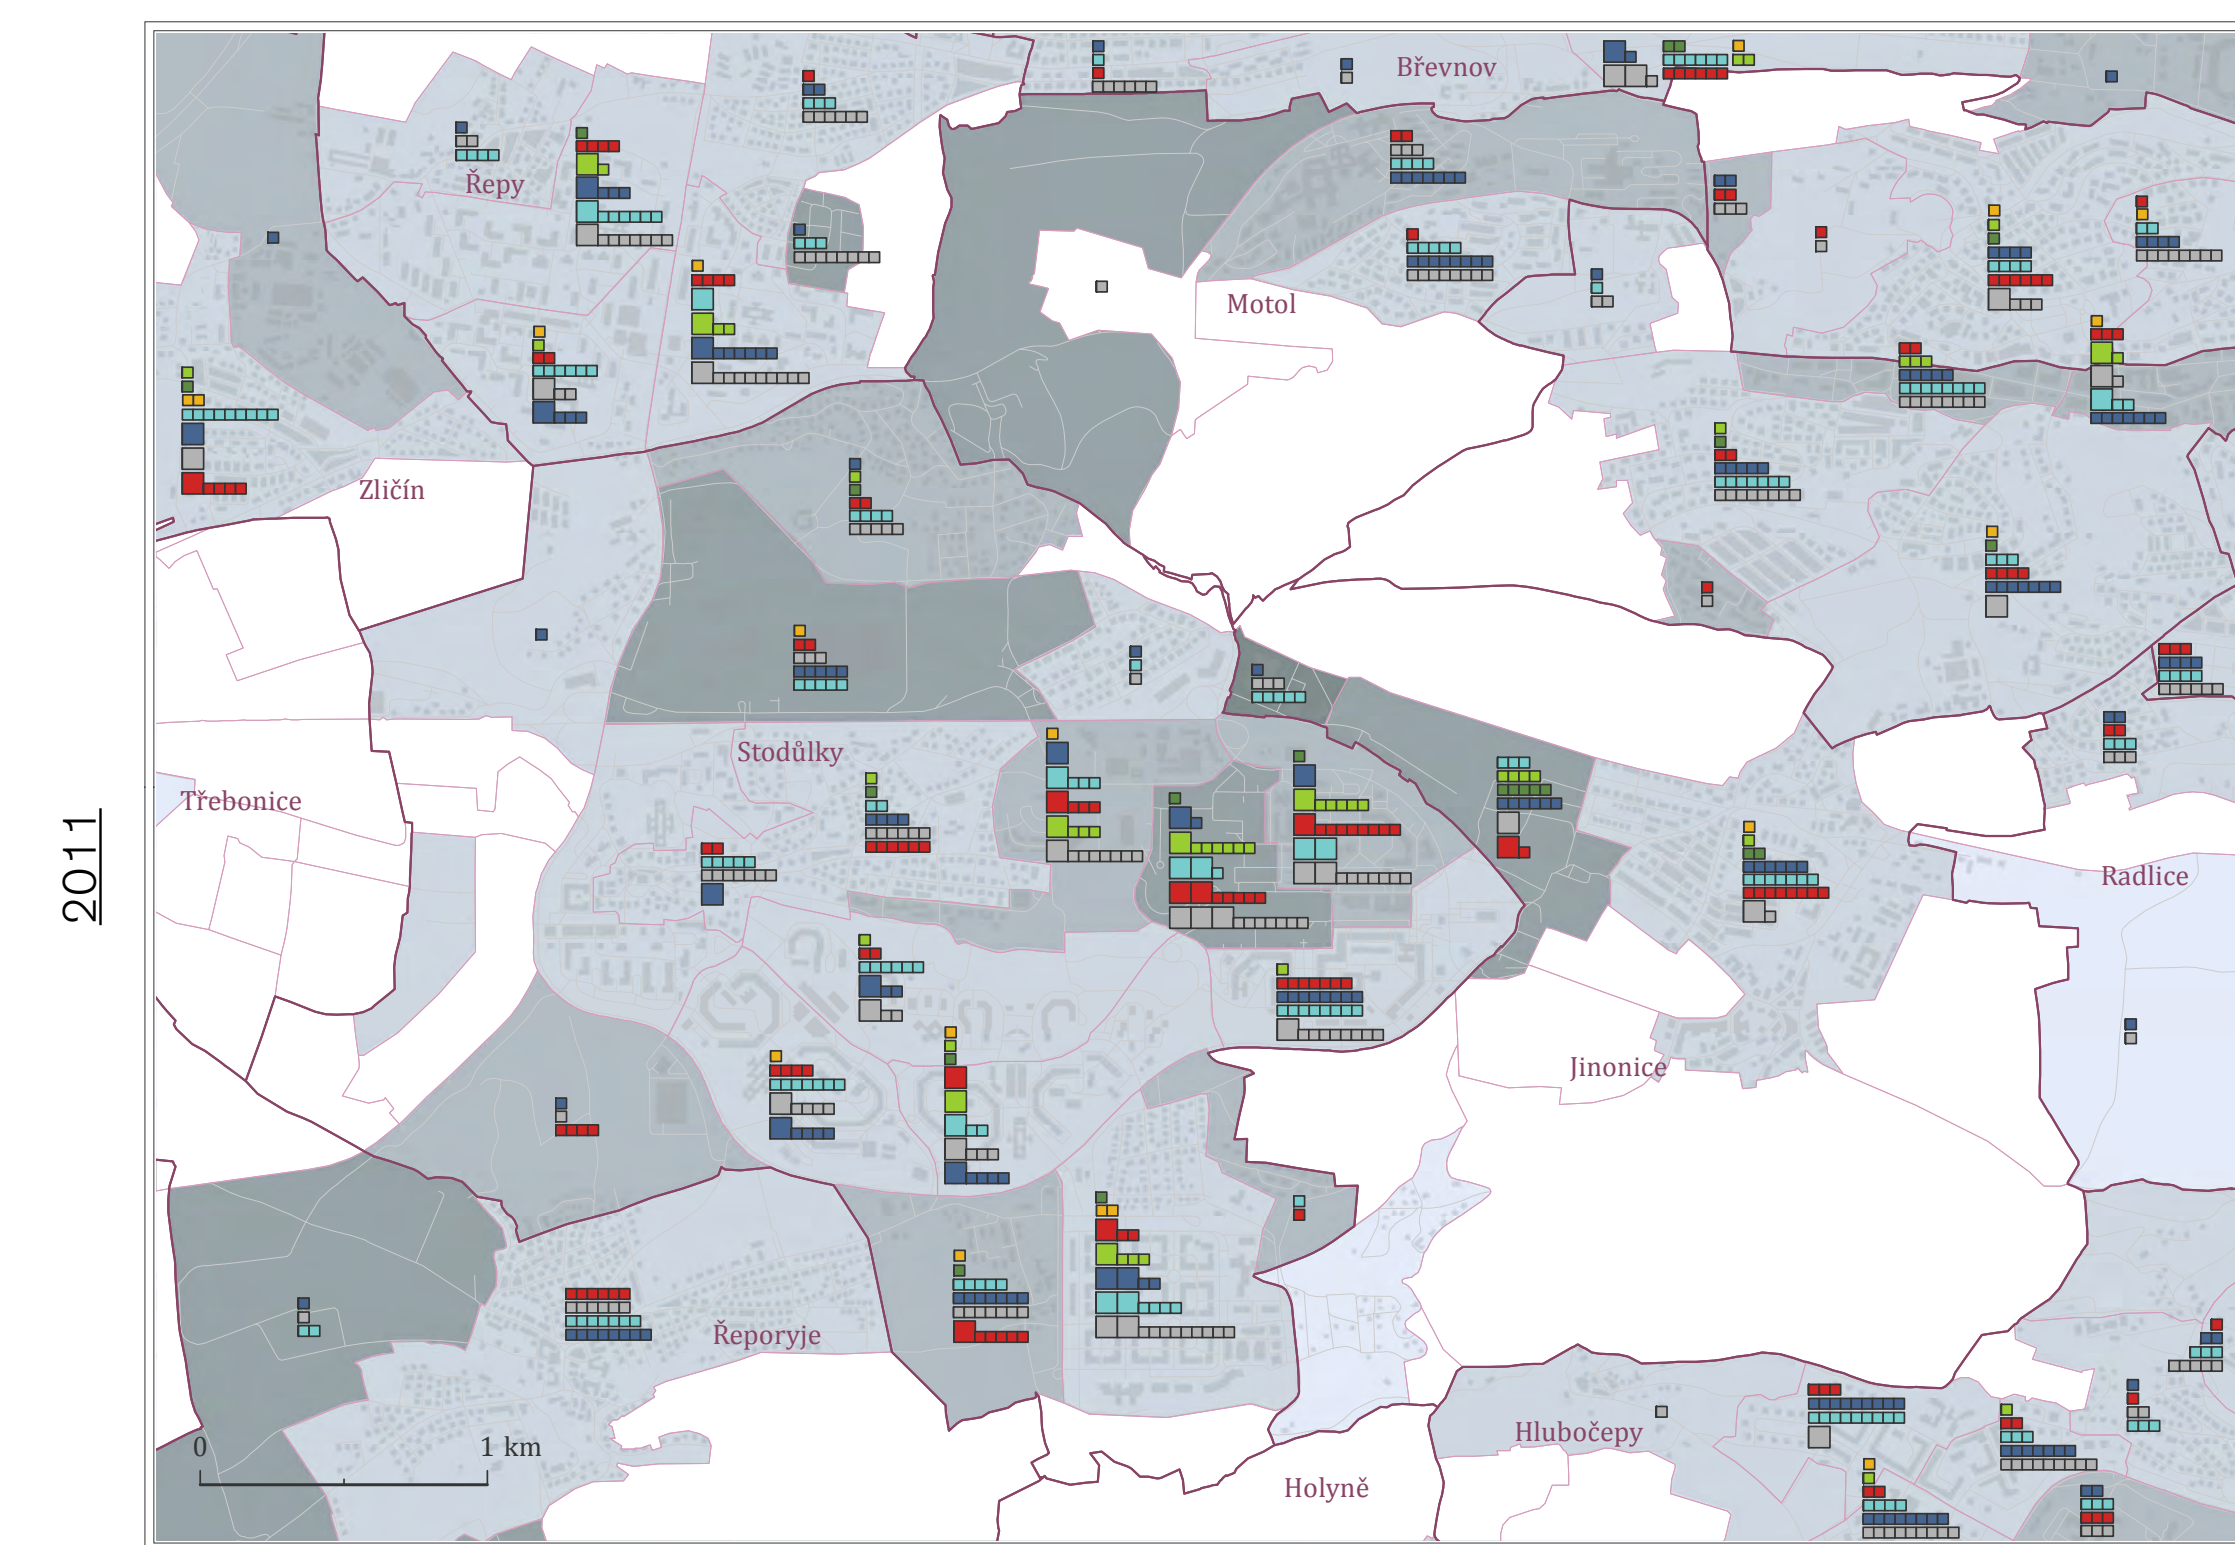 Břevnov
Řepy
Motol
Zličín
Stodůlky
Třebonice
2011
Radlice
Jinonice
Řeporyje
Hlubočepy
0 1 km
Holyně